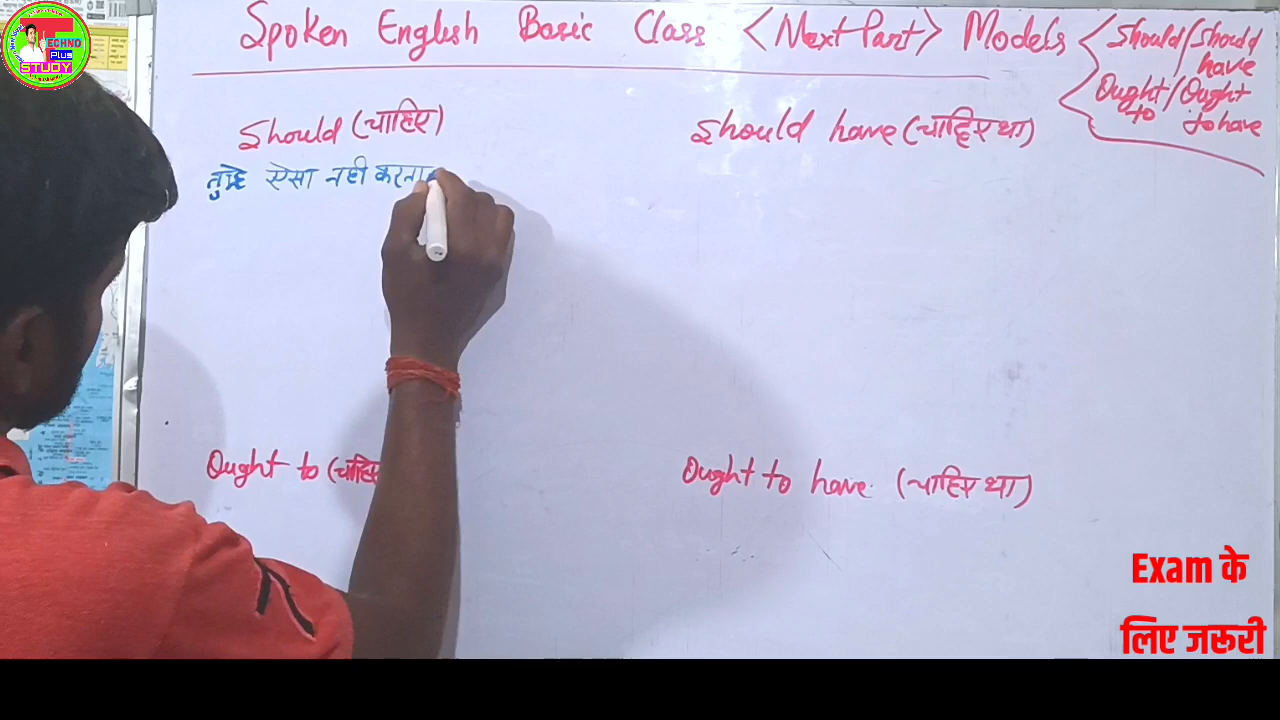 TECHNO
Plus
STUDY
Spoken English Basic Class <Next Part> Models
Should/Should have
Ought to/Ought to have
Should (चाहिए)
should have (चाहिए था)
तुम्हे ऐसा नही करना
Ought to (चाहिए
Ought to have (चाहिए था)
Exam के
लिए जरूरी